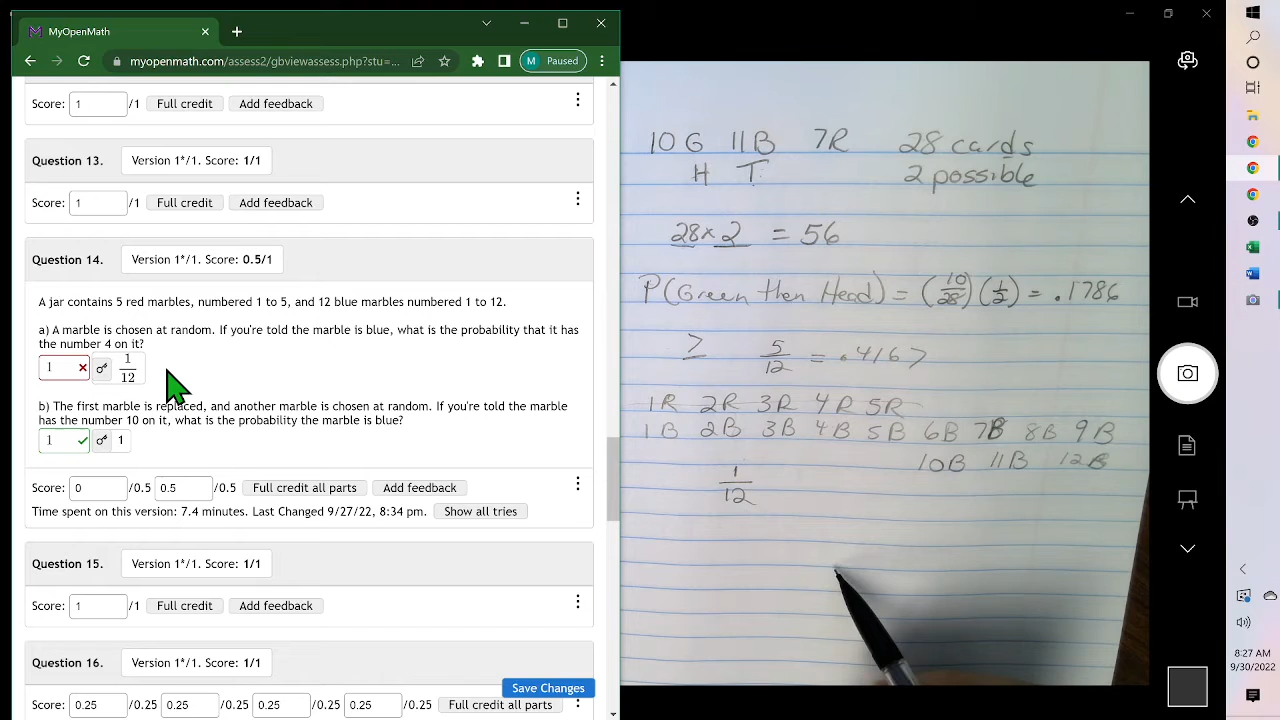 MyOpenMath
myopenmath.com/assess2/gbviewassess.php?stu=...
M Paused
Score: 1 /1 Full credit Add feedback
Question 13. Version 1*/1. Score: 1/1
Score: 1 /1 Full credit Add feedback
Question 14. Version 1*/1. Score: 0.5/1
A jar contains 5 red marbles, numbered 1 to 5, and 12 blue marbles numbered 1 to 12.
a) A marble is chosen at random. If you're told the marble is blue, what is the probability that it has
the number 4 on it?
1 1/12
b) The first marble is replaced, and another marble is chosen at random. If you're told the marble
has the number 10 on it, what is the probability the marble is blue?
1 1
Score: 0 /0.5 0.5 /0.5 Full credit all parts Add feedback
Time spent on this version: 7.4 minutes. Last Changed 9/27/22, 8:34 pm. Show all tries
Question 15. Version 1*/1. Score: 1/1
Score: 1 /1 Full credit Add feedback
Question 16. Version 1*/1. Score: 1/1
Save Changes
0.25 /0.25 0.25 /0.25 0.25 /0.25 0.25 /0.25 Full credit all parts
10 G 11B 7R 28 cards
H T 2 possible
28 × 2 = 56
P(Green then Head) = (10/28)(1/2) = .1786
> 5/12 = .4167
1R 2R 3R 4R 5R
1B 2B 3B 4B 5B 6B 7B 8B 9B
10B 11B 12B
1/12
8:27 AM
9/30/2022